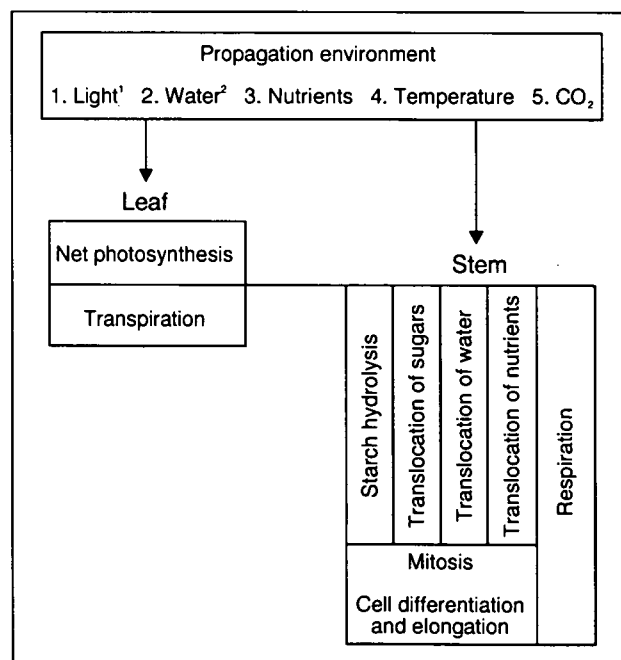 Propagation environment
1. Light¹ 2. Water² 3. Nutrients 4. Temperature 5. CO₂
Leaf
Net photosynthesis
Transpiration
Stem
Starch hydrolysis
Translocation of sugars
Translocation of water
Translocation of nutrients
Respiration
Mitosis
Cell differentiation
and elongation